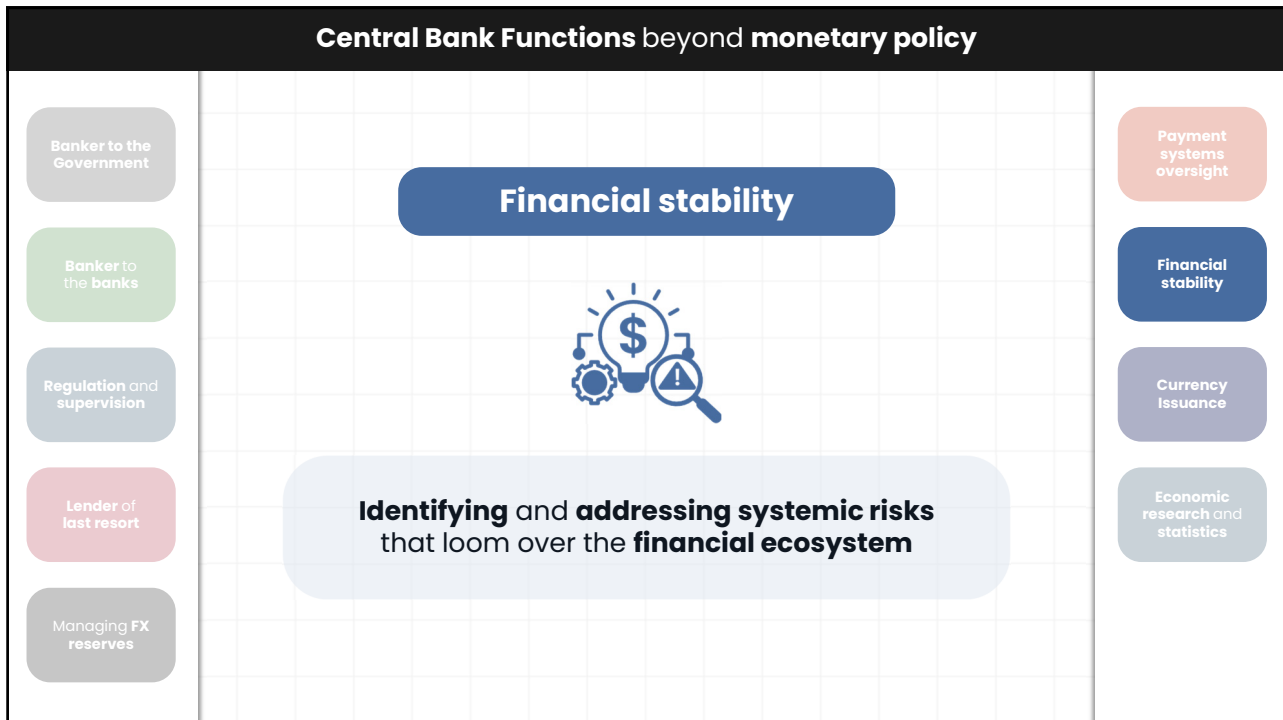 Central Bank Functions beyond monetary policy
Banker to the
Government
Banker to
the banks
Regulation and
supervision
Lender of
last resort
Managing FX
reserves
Financial stability
$
!
Identifying and addressing systemic risks
that loom over the financial ecosystem
Payment
systems
oversight
Financial
stability
Currency
Issuance
Economic
research and
statistics